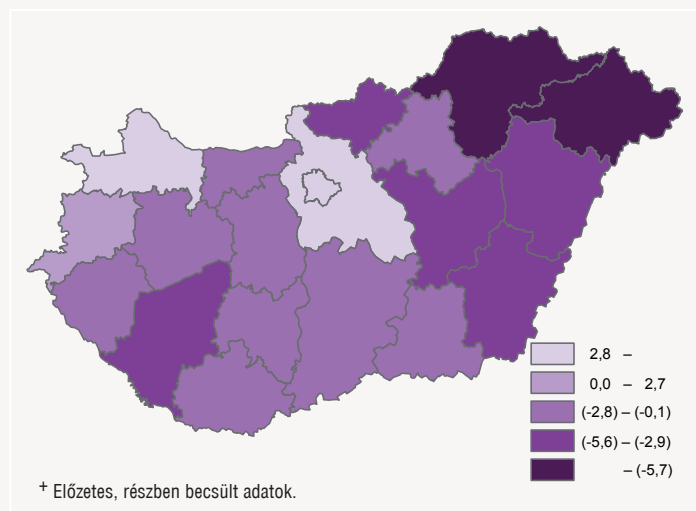 2,8 –
0,0 – 2,7
(-2,8) – (-0,1)
(-5,6) – (-2,9)
– (-5,7)
+ Előzetes, részben becsült adatok.